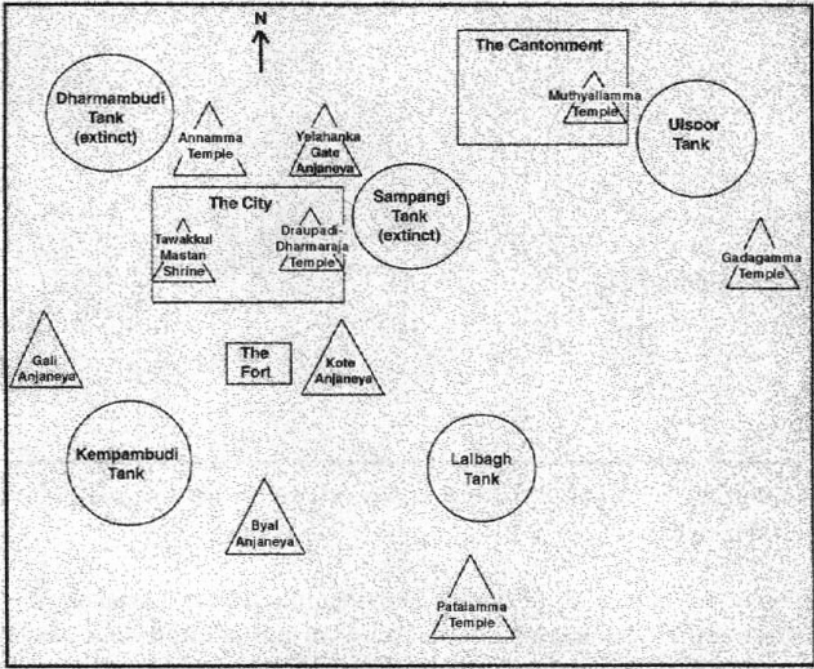 N
The Cantonment
Dharmambudi
Tank
(extinct)
Muthyallamma
Temple
Ulsoor
Tank
Annamma
Temple
Yelahanka
Gate
Anjaneya
The City
Sampangi
Tank
(extinct)
Tawakkul
Mastan
Shrine
Draupadi-
Dharmaraja
Temple
Gadagamma
Temple
Gali
Anjaneya
The
Fort
Kote
Anjaneya
Kempambudi
Tank
Lalbagh
Tank
Byal
Anjaneya
Patalamma
Temple